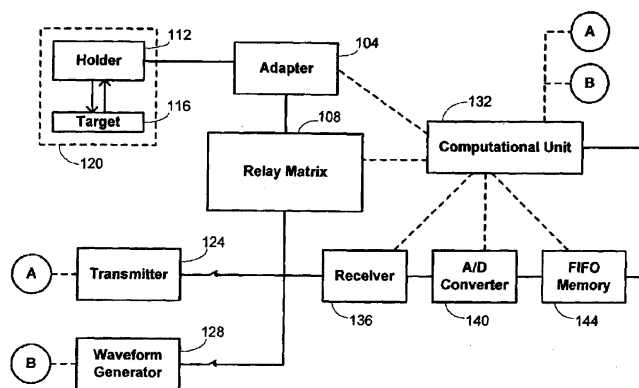 112
Holder
116
Target
120
104
Adapter
108
Relay Matrix
A
B
132
Computational Unit
124
A
Transmitter
128
B
Waveform
Generator
Receiver
136
A/D
Converter
140
FIFO
Memory
144